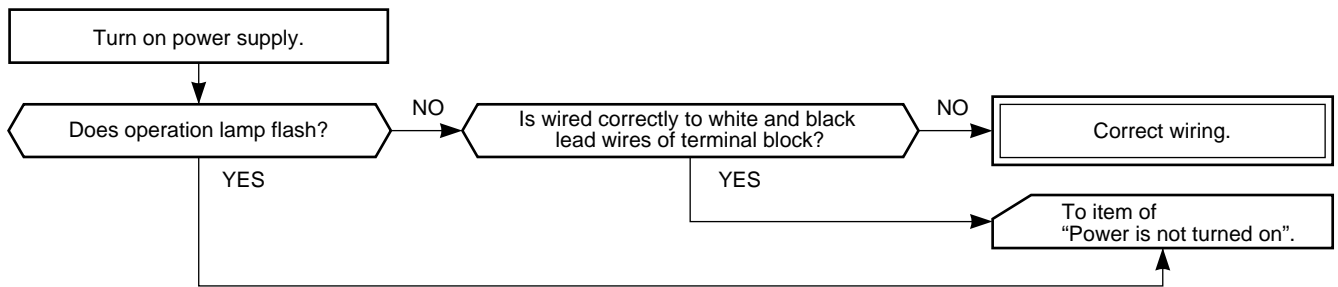 Turn on power supply.
Does operation lamp flash?
NO
Is wired correctly to white and black
lead wires of terminal block?
NO
Correct wiring.
YES
YES
To item of
“Power is not turned on”.